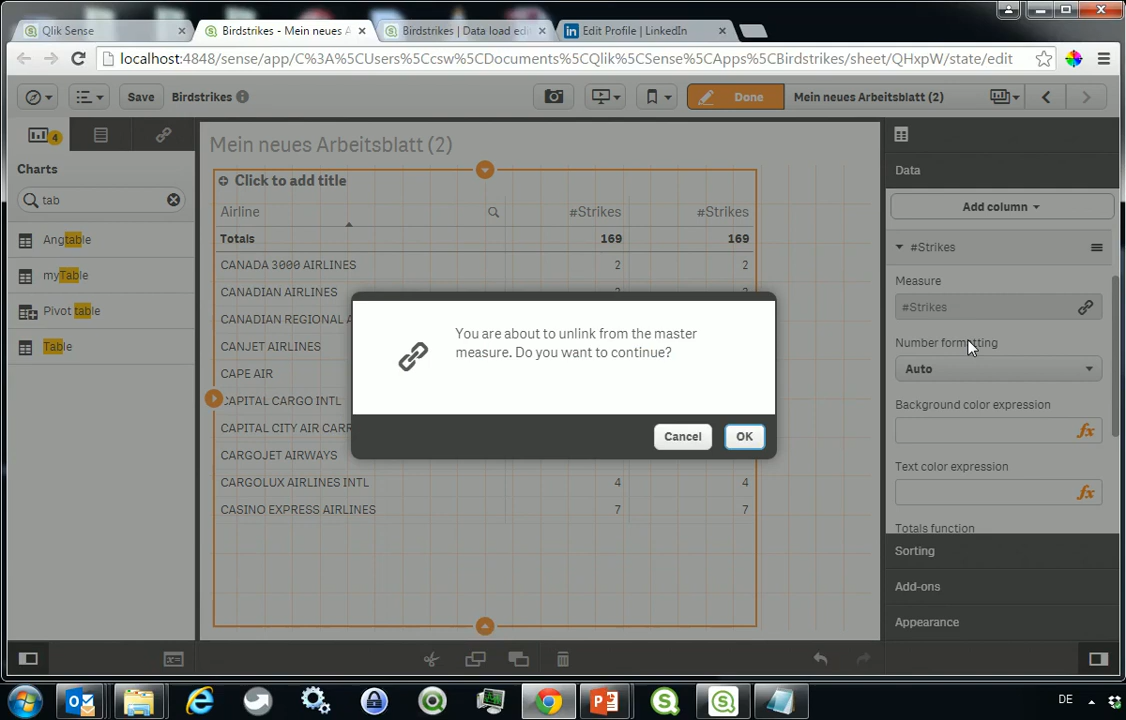 Qlik Sense
Birdstrikes - Mein neues A
Birdstrikes | Data load edi
Edit Profile | LinkedIn
localhost:4848/sense/app/C%3A%5CUsers%5Ccsw%5CDocuments%5CQlik%5CSense%5CApps%5CBirdstrikes/sheet/QHxpW/state/edit
Save
Birdstrikes
Done
Mein neues Arbeitsblatt (2)
4
Charts
tab
Angtable
myTable
Pivot table
Table
Mein neues Arbeitsblatt (2)
Click to add title
Airline #Strikes #Strikes
Totals 169 169
CANADA 3000 AIRLINES 2 2
CANADIAN AIRLINES
CANADIAN REGIONAL A
CANJET AIRLINES
CAPE AIR
CAPITAL CARGO INTL
CAPITAL CITY AIR CARR
CARGOJET AIRWAYS
CARGOLUX AIRLINES INTL 4 4
CASINO EXPRESS AIRLINES 7 7
You are about to unlink from the master
measure. Do you want to continue?
Cancel
OK
Data
Add column
#Strikes
Measure
#Strikes
Number formatting
Auto
Background color expression
fx
Text color expression
fx
Totals function
Sorting
Add-ons
Appearance
DE